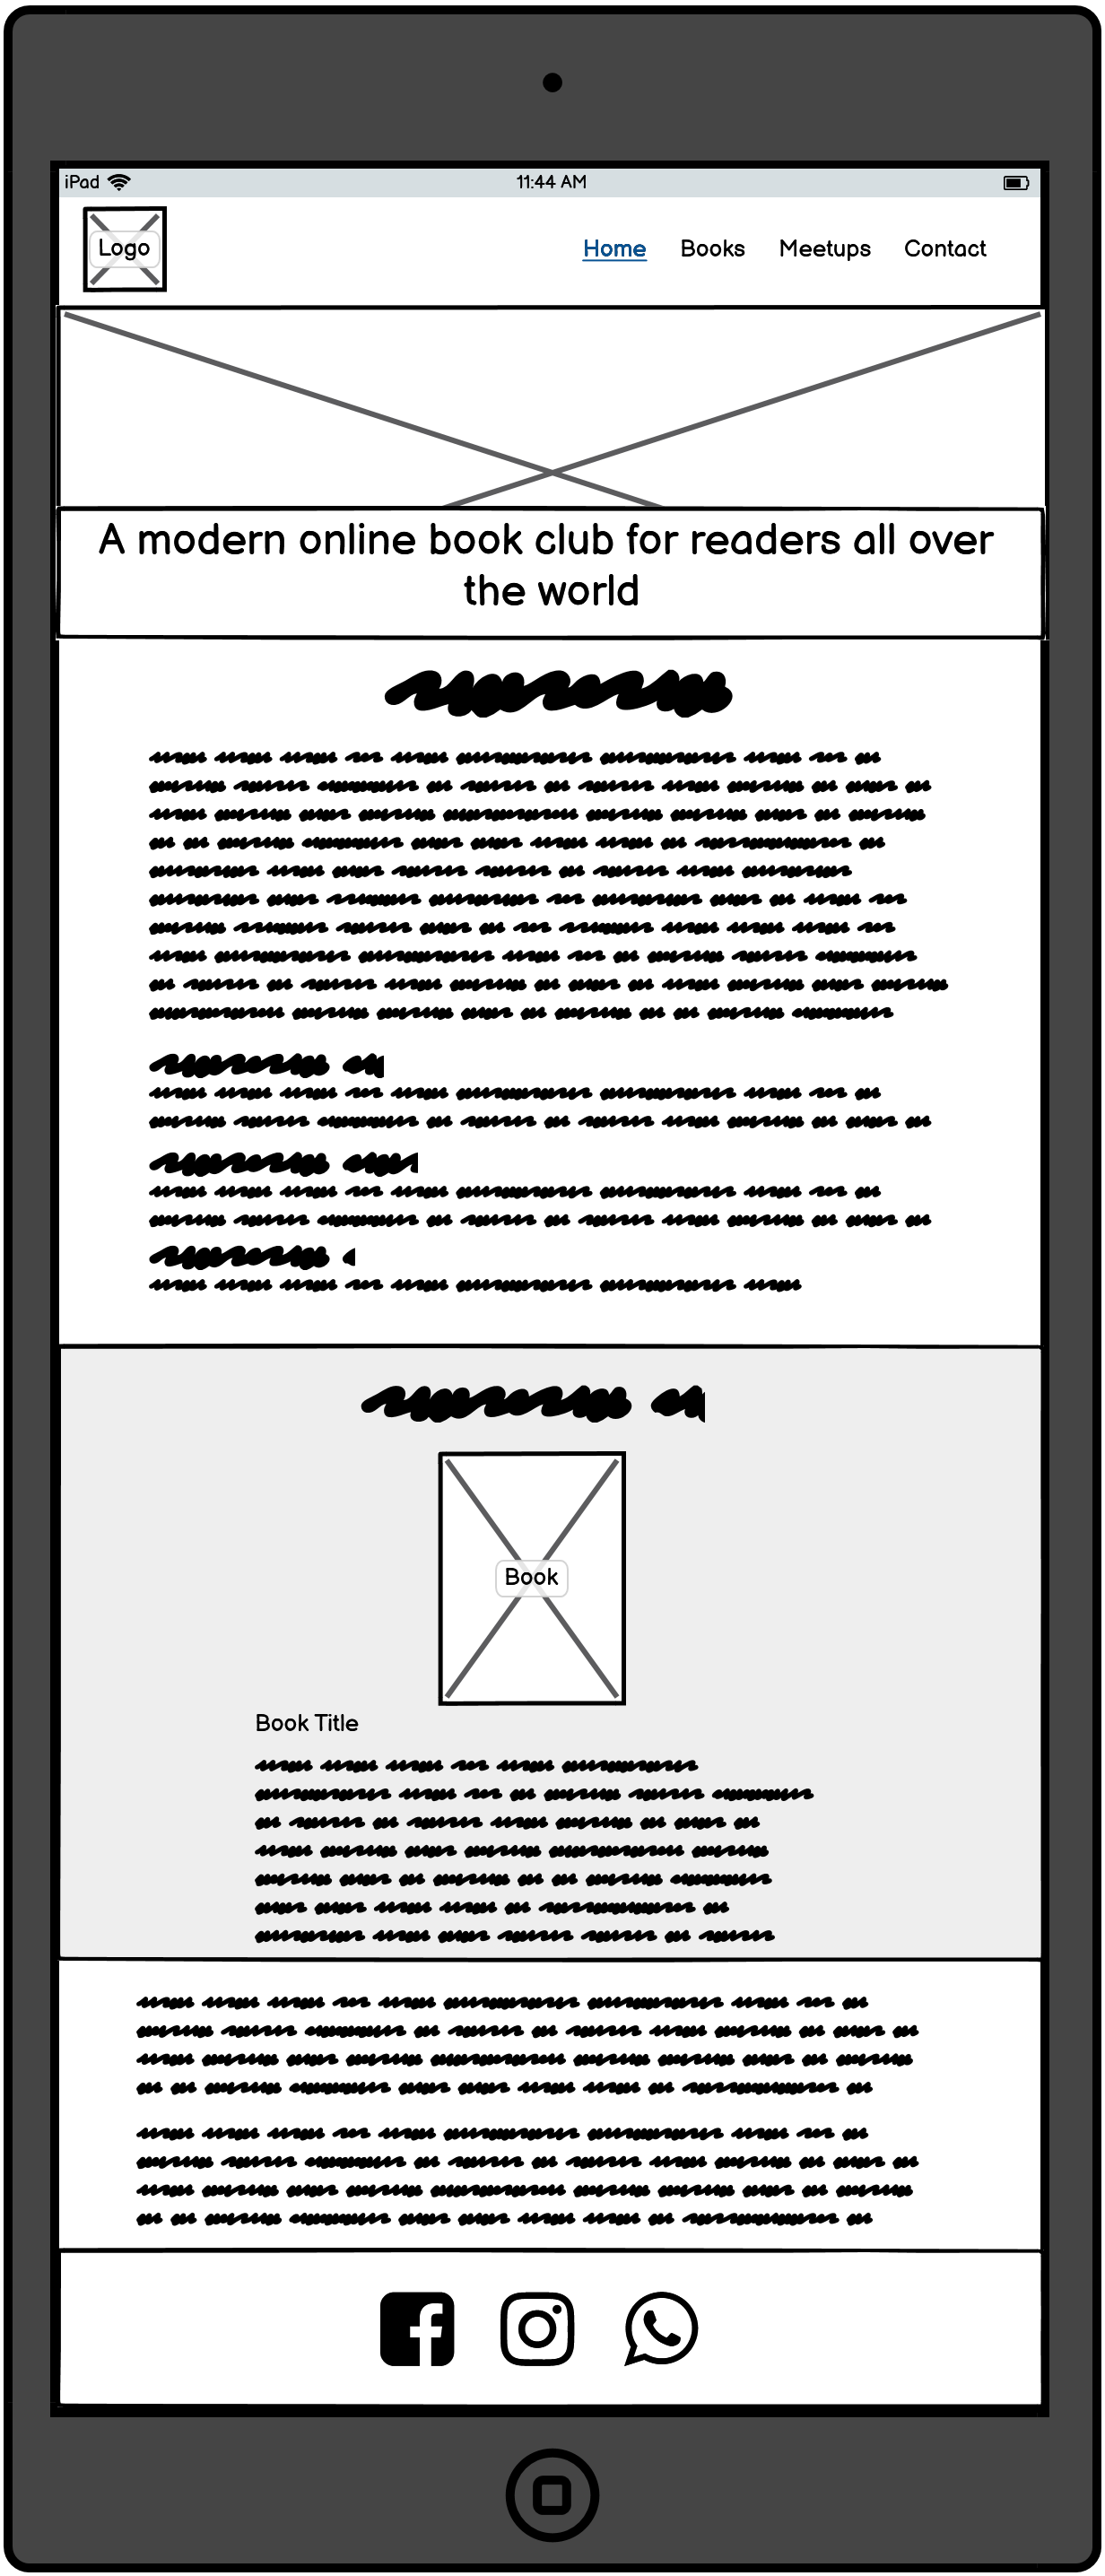 iPad 11:44 AM
Logo Home Books Meetups Contact
A modern online book club for readers all over
the world
Book
Book Title